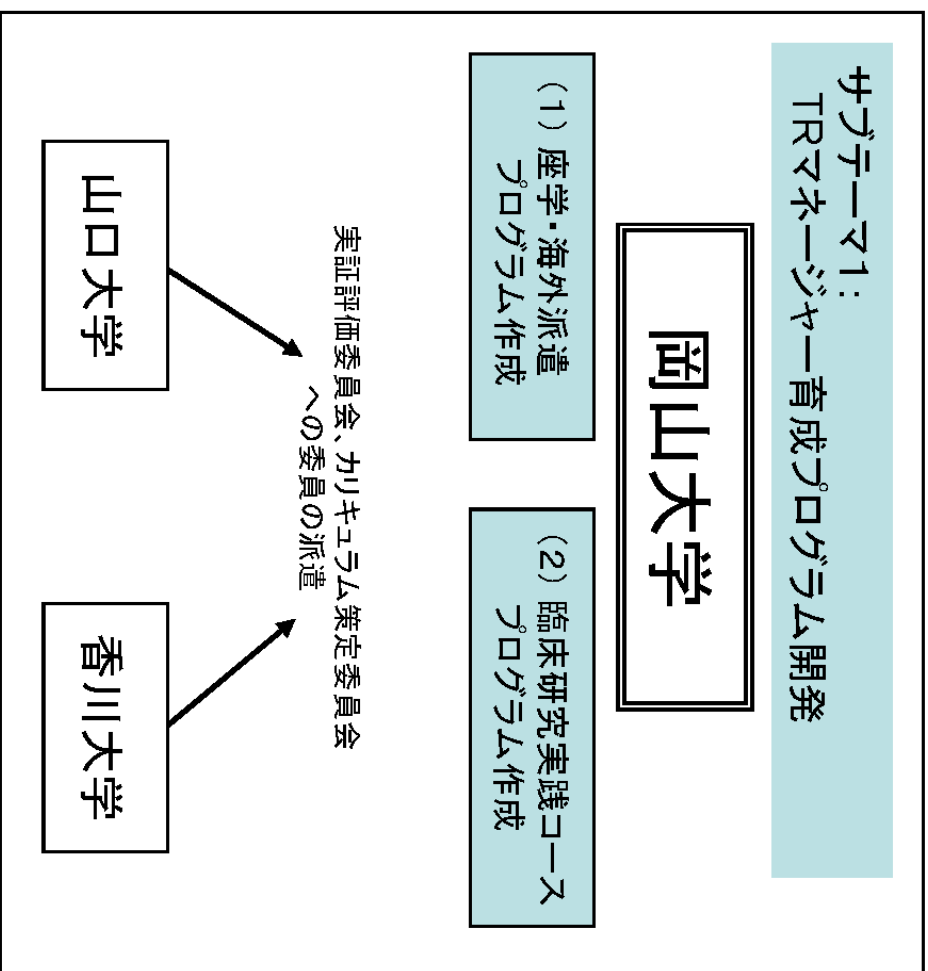 サブテーマ1:
TRマネージャー育成プログラム開発
岡山大学
(1)座学・海外派遣
プログラム作成
(2)臨床研究実践コース
プログラム作成
実証評価委員会、カリキュラム策定委員会
への委員の派遣
山口大学
香川大学